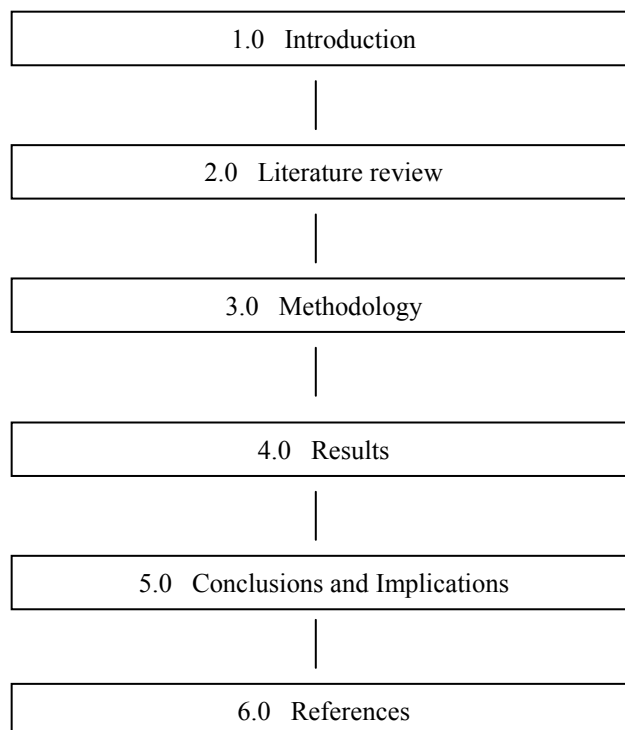 1.0 Introduction
2.0 Literature review
3.0 Methodology
4.0 Results
5.0 Conclusions and Implications
6.0 References